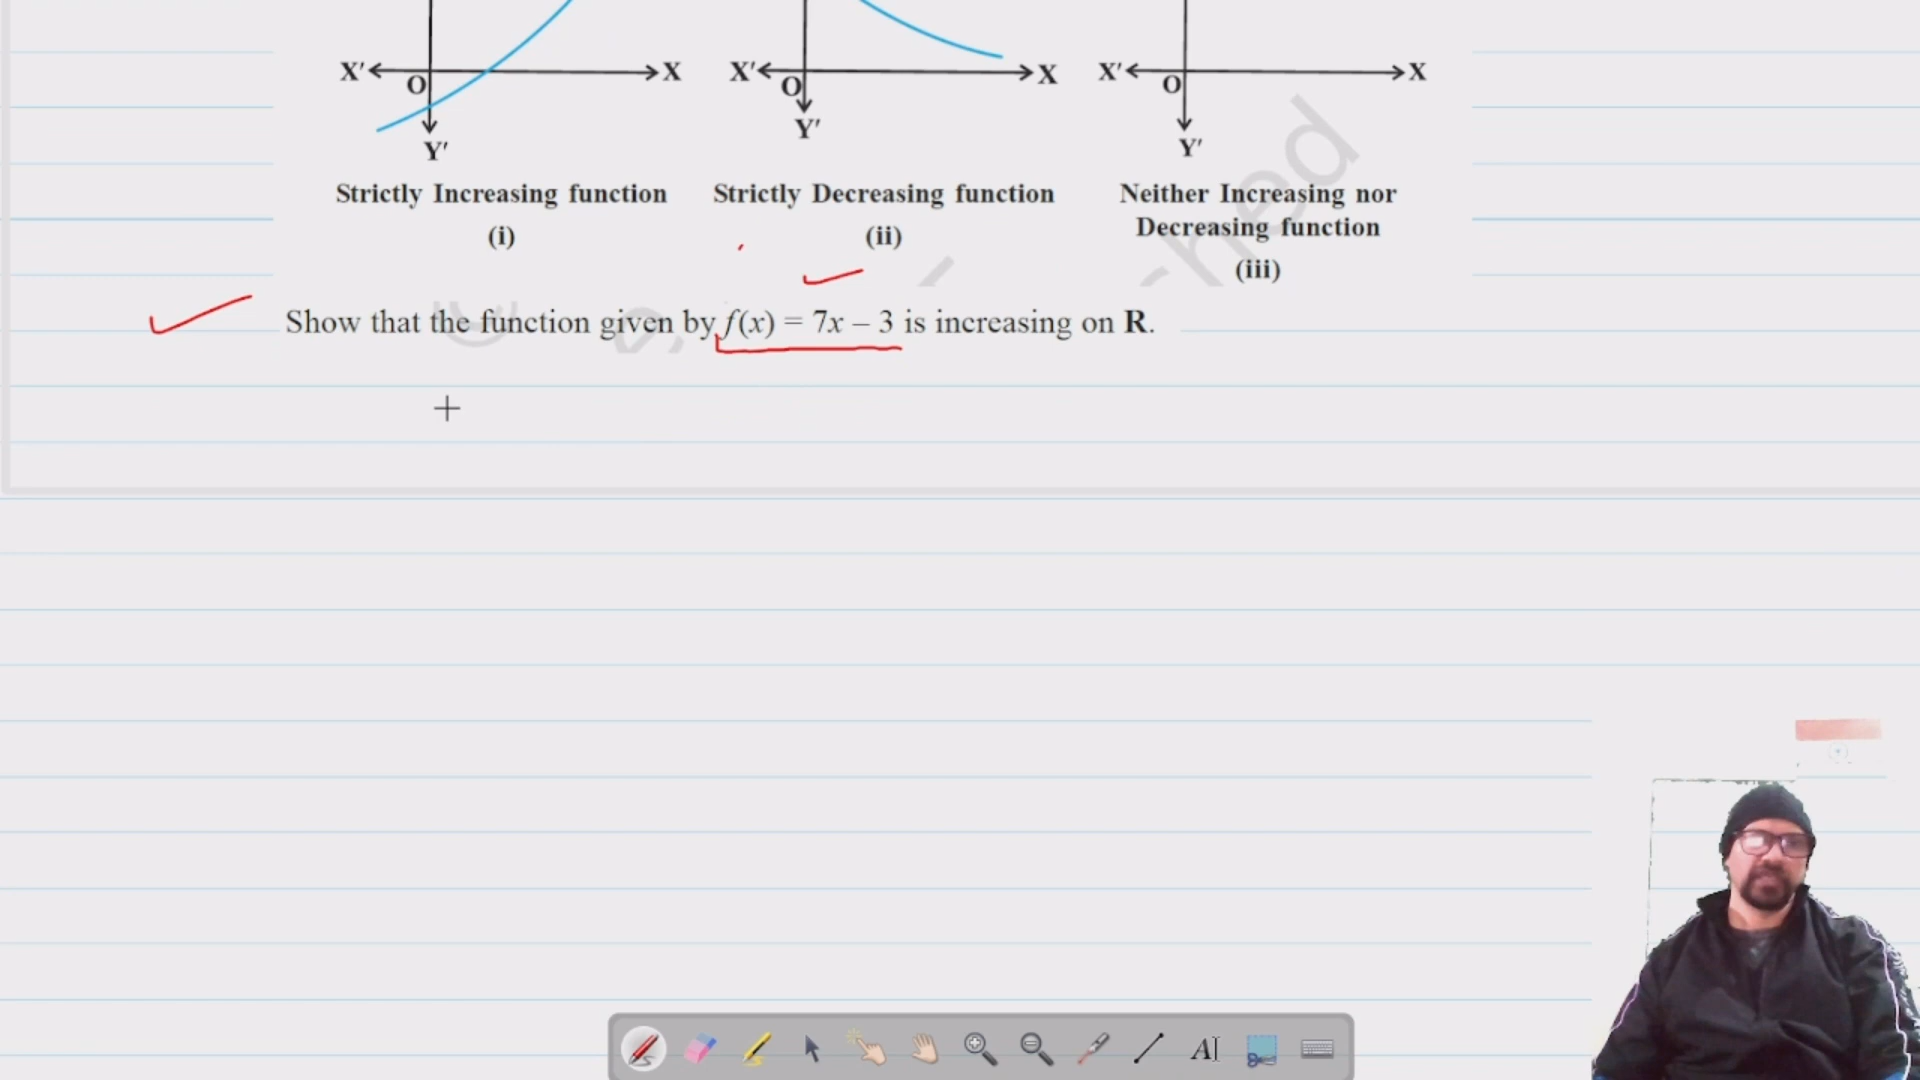 X′ O X X′ O X X′ O X
Y′ Y′ Y′
Strictly Increasing function Strictly Decreasing function Neither Increasing nor
Decreasing function
(i) (ii) (iii)
Show that the function given by f(x) = 7x – 3 is increasing on R.
AI